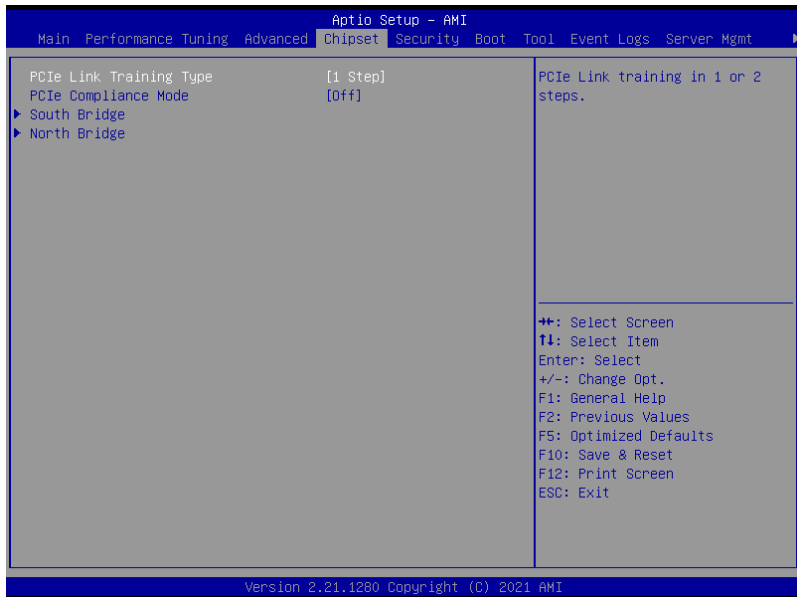 Aptio Setup – AMI
Main Performance Tuning Advanced Chipset Security Boot Tool Event Logs Server Mgmt
PCIe Link Training Type [1 Step]
PCIe Compliance Mode [Off]
South Bridge
North Bridge
PCIe Link training in 1 or 2
steps.
→←: Select Screen
↑↓: Select Item
Enter: Select
+/-: Change Opt.
F1: General Help
F2: Previous Values
F5: Optimized Defaults
F10: Save & Reset
F12: Print Screen
ESC: Exit
Version 2.21.1280 Copyright (C) 2021 AMI